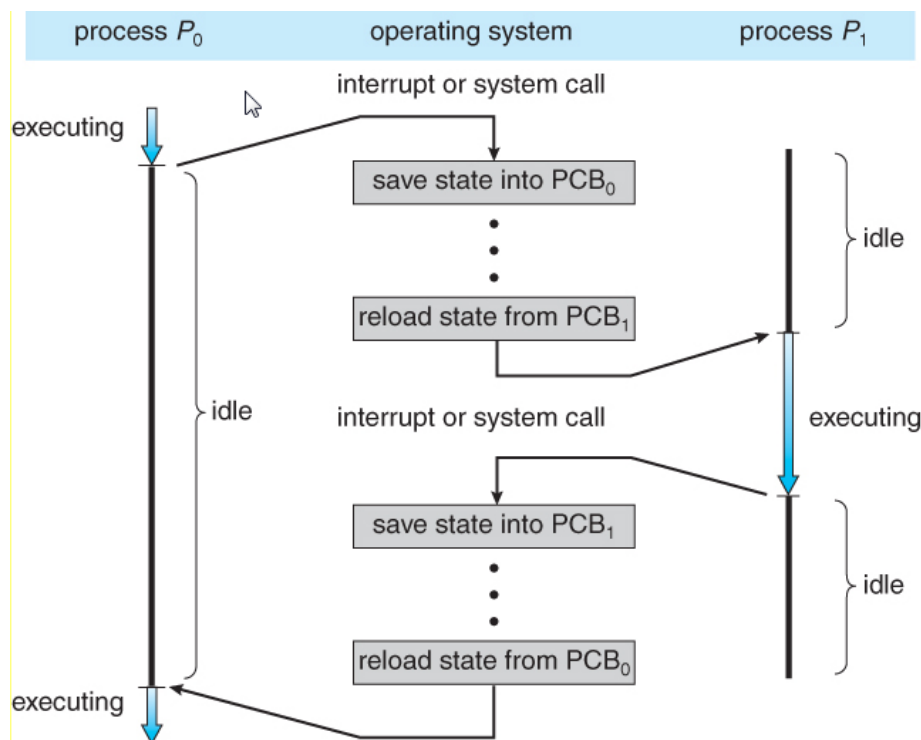 process P₀ operating system process P₁
interrupt or system call
executing
save state into PCB₀
idle
reload state from PCB₁
idle
interrupt or system call
executing
save state into PCB₁
idle
reload state from PCB₀
executing